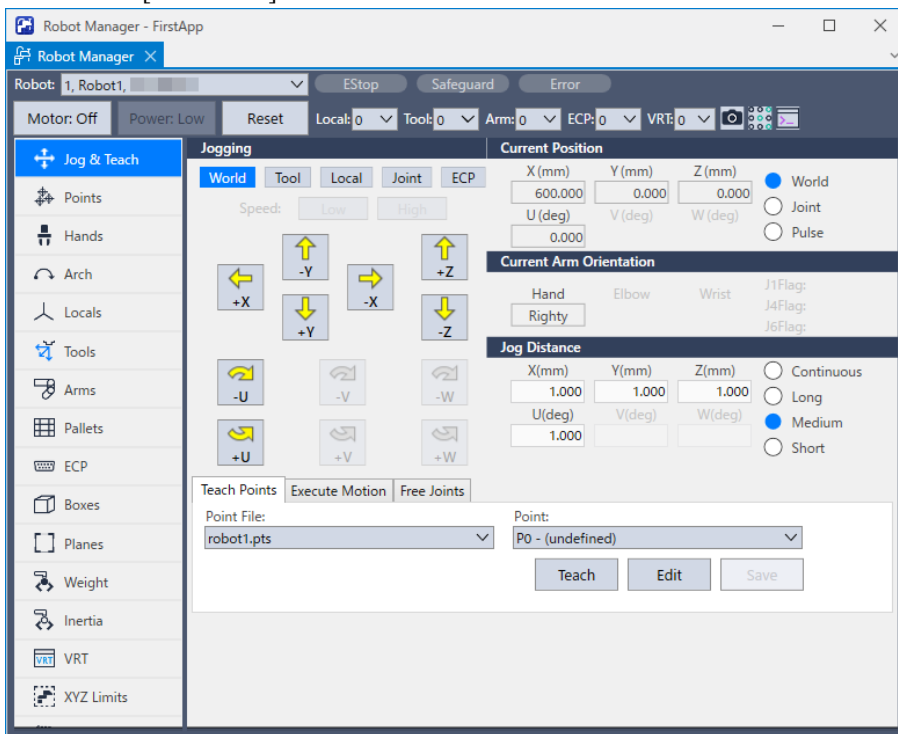 Robot Manager - FirstApp
Robot Manager
Robot: 1, Robot1,
EStop Safeguard Error
Motor: Off Power: Low Reset Local: 0 Tool: 0 Arm: 0 ECP: 0 VRT: 0
Jog & Teach
Points
Hands
Arch
Locals
Tools
Arms
Pallets
ECP
Boxes
Planes
Weight
Inertia
VRT VRT
XYZ Limits
Jogging
World Tool Local Joint ECP
Speed: Low High
-Y +Z
+X -X
+Y -Z
-U -V -W
+U +V +W
Current Position
X (mm) Y (mm) Z (mm)
600.000 0.000 0.000
U (deg) V (deg) W (deg)
0.000
World
Joint
Pulse
Current Arm Orientation
Hand Elbow Wrist
Righty
J1Flag:
J4Flag:
J6Flag:
Jog Distance
X(mm) Y(mm) Z(mm)
1.000 1.000 1.000
U(deg) V(deg) W(deg)
1.000
Continuous
Long
Medium
Short
Teach Points Execute Motion Free Joints
Point File: Point:
robot1.pts P0 - (undefined)
Teach Edit Save